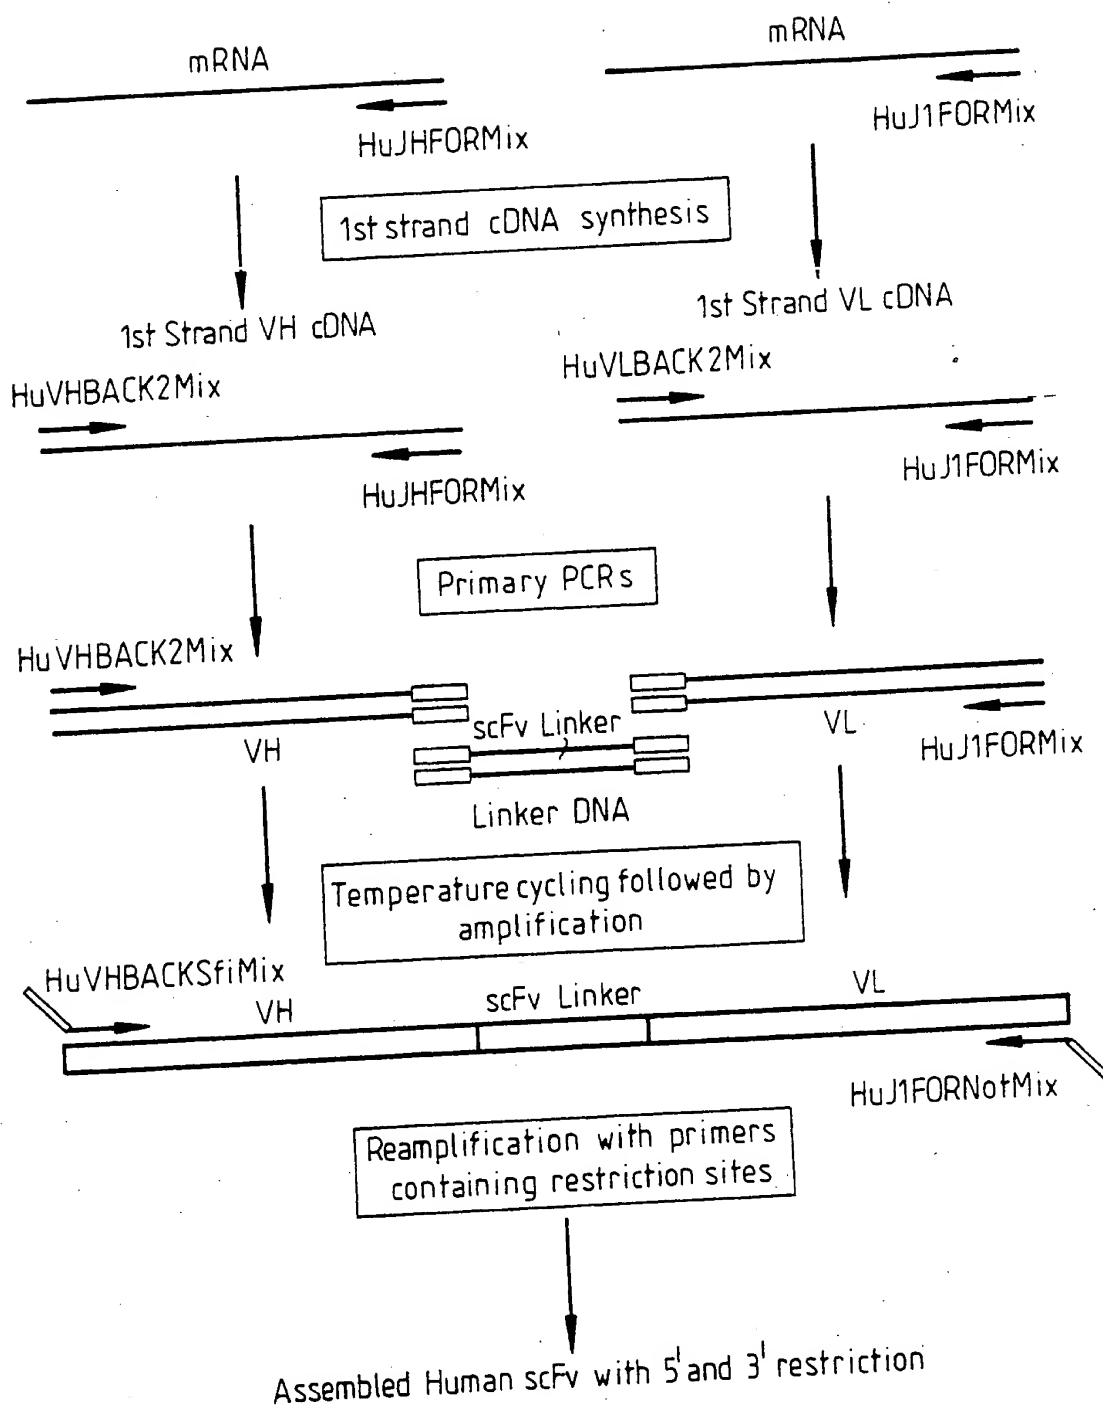 mRNA
mRNA
HuJHFORMix
HuJ1FORMix
1st strand cDNA synthesis
1st Strand VH cDNA
1st Strand VL cDNA
HuVHBACK2Mix
HuVLBACK2Mix
HuJHFORMix
HuJ1FORMix
Primary PCRs
HuVHBACK2Mix
VH
scFv Linker
VL
HuJ1FORMix
Linker DNA
Temperature cycling followed by
amplification
HuVHBACKSfiMix
VH
scFv Linker
VL
HuJ1FORNotMix
Reamplification with primers
containing restriction sites
Assembled Human scFv with 5' and 3' restriction